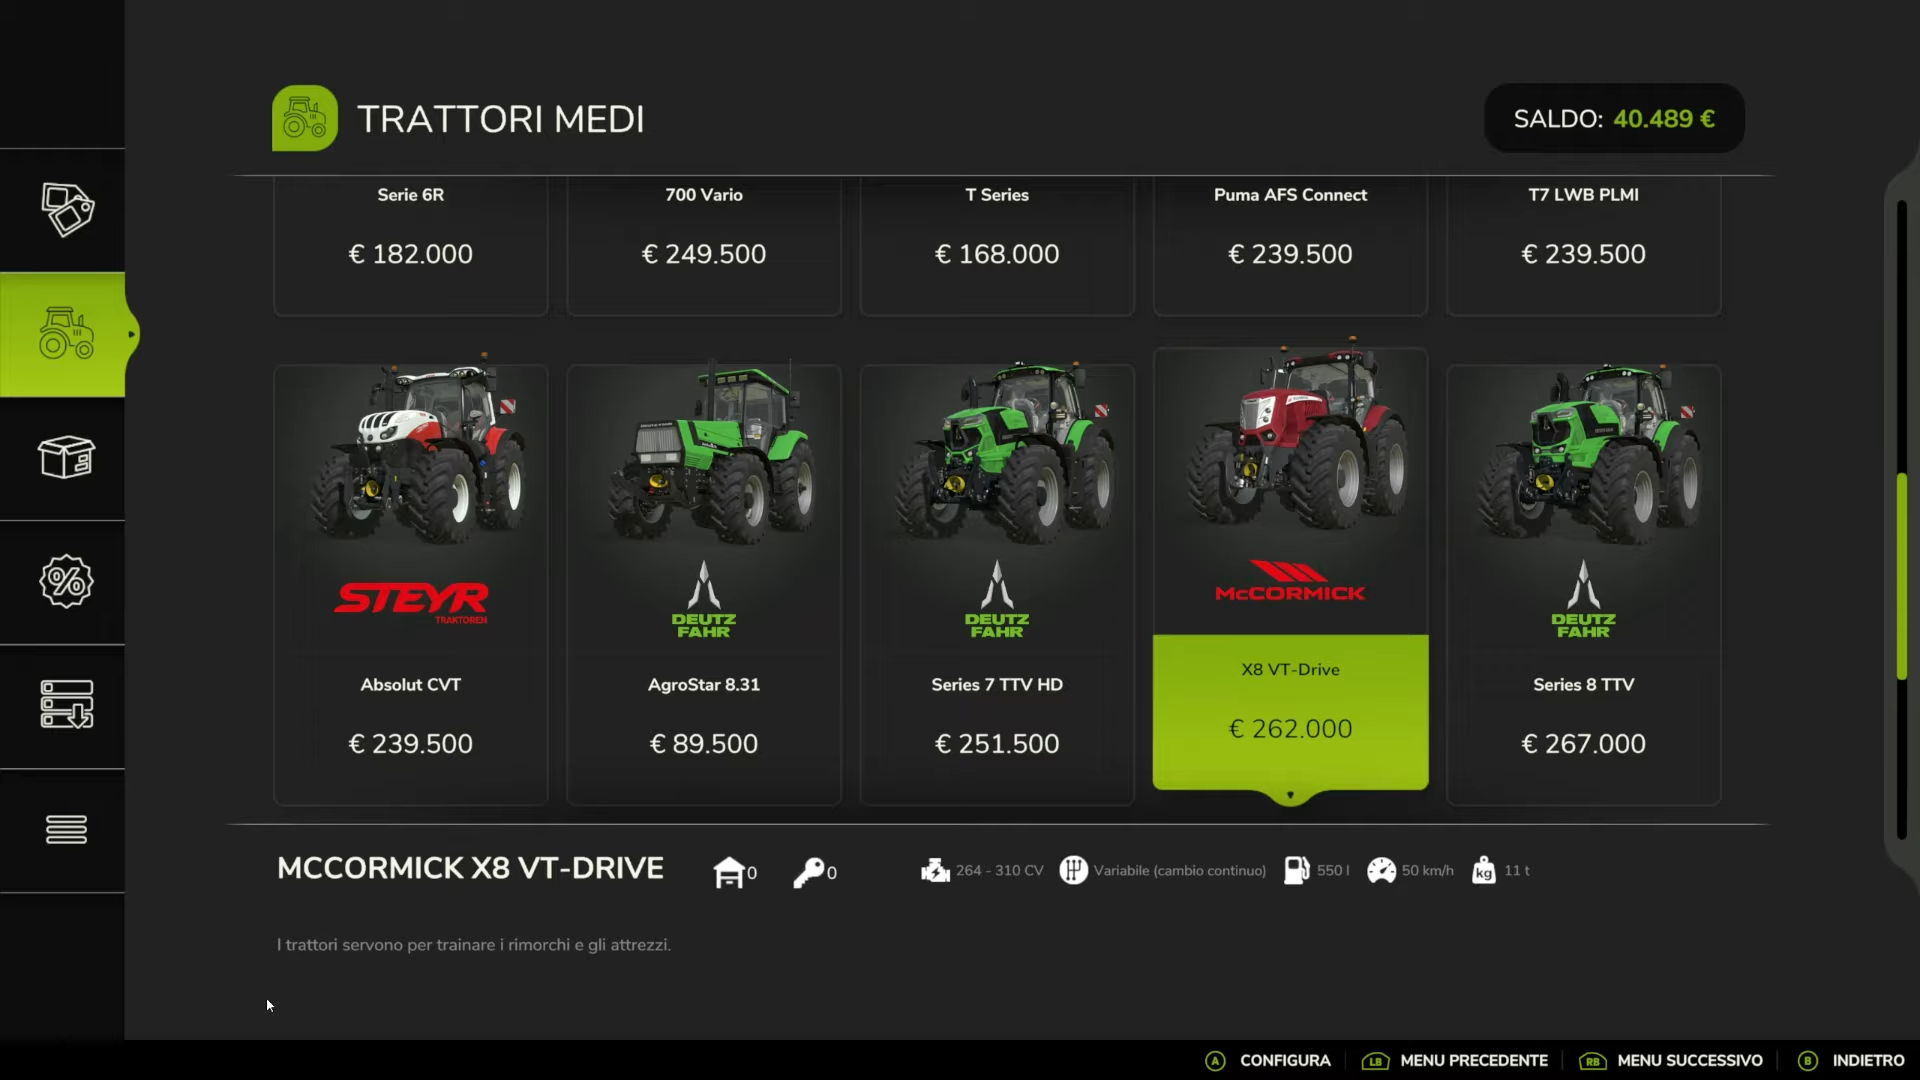 TRATTORI MEDI
SALDO: 40.489 €
Serie 6R
€ 182.000
700 Vario
€ 249.500
T Series
€ 168.000
Puma AFS Connect
€ 239.500
T7 LWB PLMI
€ 239.500
STEYR
TRAKTOREN
Absolut CVT
€ 239.500
DEUTZ
FAHR
AgroStar 8.31
€ 89.500
DEUTZ
FAHR
Series 7 TTV HD
€ 251.500
McCORMICK
X8 VT-Drive
€ 262.000
DEUTZ
FAHR
Series 8 TTV
€ 267.000
MCCORMICK X8 VT-DRIVE 0 0 264 - 310 CV Variabile (cambio continuo) 550 l 50 km/h kg 11 t
I trattori servono per trainare i rimorchi e gli attrezzi.
A CONFIGURA LB MENU PRECEDENTE RB MENU SUCCESSIVO B INDIETRO